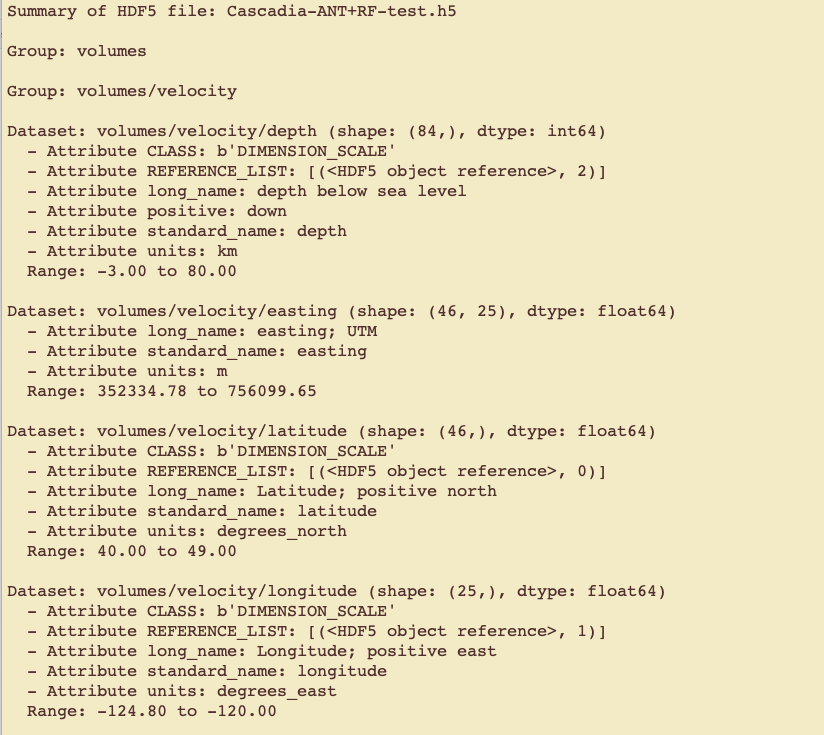 Summary of HDF5 file: Cascadia-ANT+RF-test.h5
Group: volumes
Group: volumes/velocity
Dataset: volumes/velocity/depth (shape: (84,), dtype: int64)
- Attribute CLASS: b'DIMENSION_SCALE'
- Attribute REFERENCE_LIST: [(<HDF5 object reference>, 2)]
- Attribute long_name: depth below sea level
- Attribute positive: down
- Attribute standard_name: depth
- Attribute units: km
Range: -3.00 to 80.00
Dataset: volumes/velocity/easting (shape: (46, 25), dtype: float64)
- Attribute long_name: easting; UTM
- Attribute standard_name: easting
- Attribute units: m
Range: 352334.78 to 756099.65
Dataset: volumes/velocity/latitude (shape: (46,), dtype: float64)
- Attribute CLASS: b'DIMENSION_SCALE'
- Attribute REFERENCE_LIST: [(<HDF5 object reference>, 0)]
- Attribute long_name: Latitude; positive north
- Attribute standard_name: latitude
- Attribute units: degrees_north
Range: 40.00 to 49.00
Dataset: volumes/velocity/longitude (shape: (25,), dtype: float64)
- Attribute CLASS: b'DIMENSION_SCALE'
- Attribute REFERENCE_LIST: [(<HDF5 object reference>, 1)]
- Attribute long_name: Longitude; positive east
- Attribute standard_name: longitude
- Attribute units: degrees_east
Range: -124.80 to -120.00